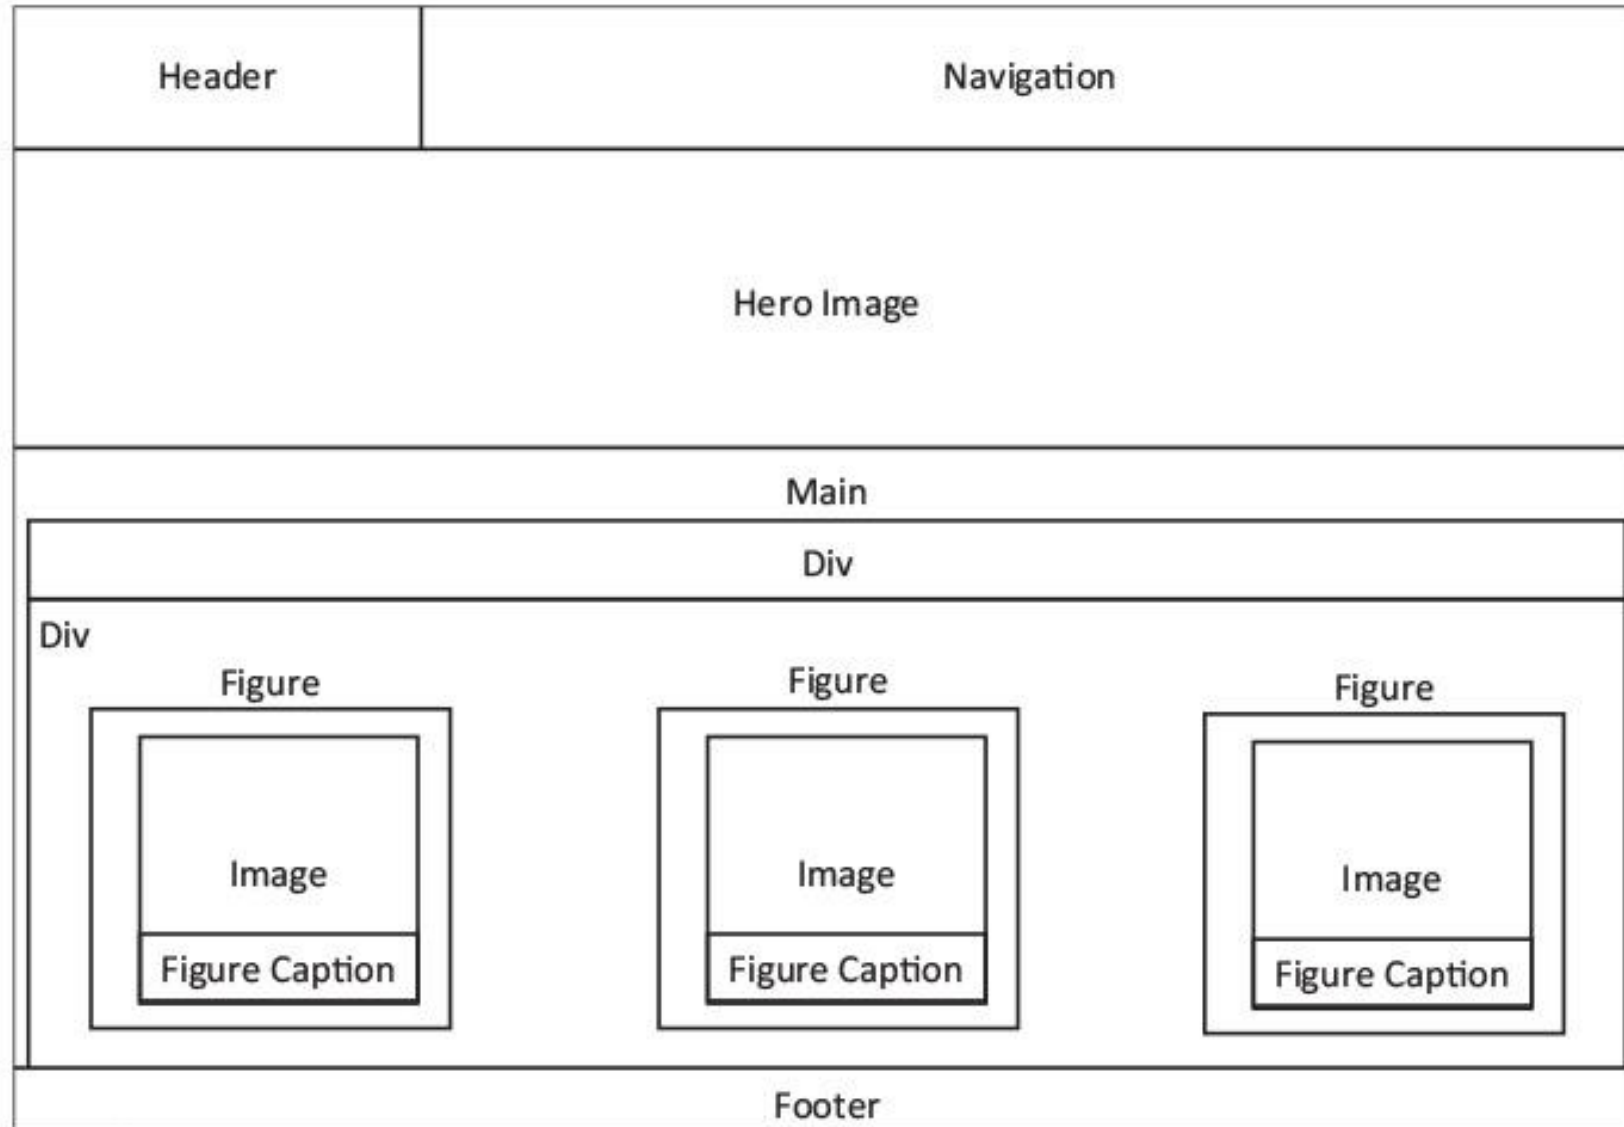 Header
Navigation
Hero Image
Main
Div
Div
Figure
Figure
Figure
Image
Image
Image
Figure Caption
Figure Caption
Figure Caption
Footer